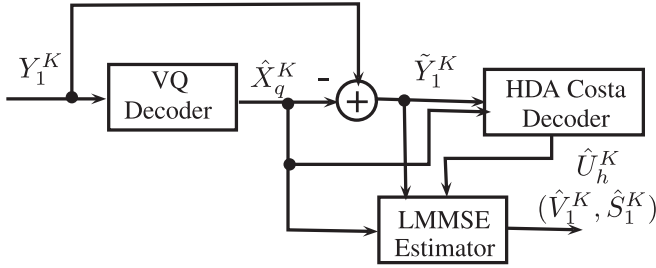 Y_1^K
VQ
Decoder
\hat{X}_q^K
-
+
\tilde{Y}_1^K
HDA Costa
Decoder
\hat{U}_h^K
(\hat{V}_1^K, \hat{S}_1^K)
LMMSE
Estimator